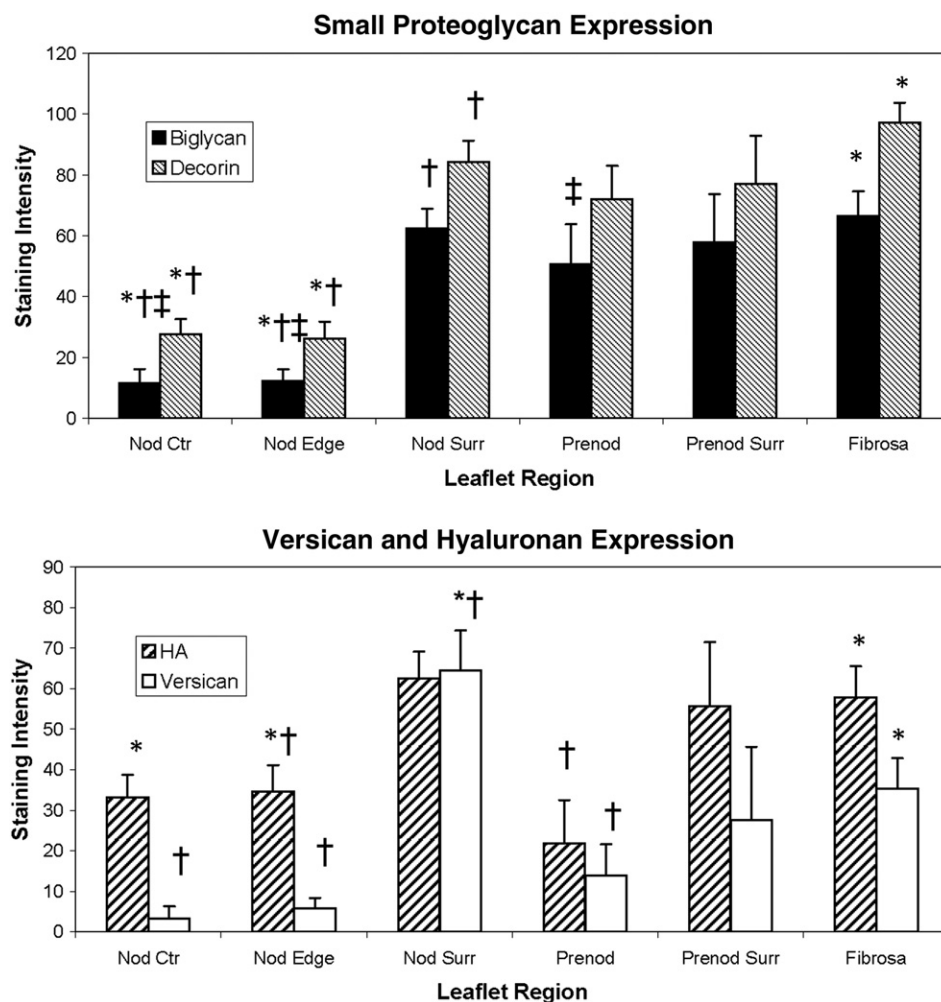 Small Proteoglycan Expression
120
100
80
60
40
20
0
Staining Intensity
Biglycan
Decorin
*†‡
*†
*†‡
*†
†
†
‡
*
*
Nod Ctr Nod Edge Nod Surr Prenod Prenod Surr Fibrosa
Leaflet Region
Versican and Hyaluronan Expression
90
80
70
60
50
40
30
20
10
0
Staining Intensity
HA
Versican
*
†
*†
†
*†
†
†
*
*
Nod Ctr Nod Edge Nod Surr Prenod Prenod Surr Fibrosa
Leaflet Region